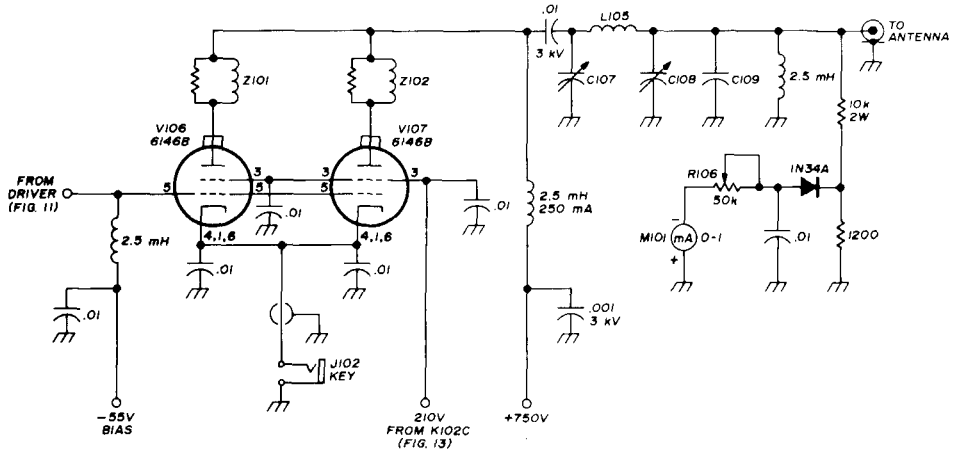 .01
3 kV
L105
TO
ANTENNA
Z101
Z102
C107
C108
C109
2.5 mH
10k
2W
V106
6146B
V107
6146B
FROM
DRIVER
(FIG. 11)
5
3
5
3
5
3
.01
.01
4,1,6
4,1,6
2.5 mH
.01
.01
.01
2.5 mH
250 mA
R106
50k
1N34A
M101
mA
0-1
-
+
.01
1200
.001
3 kV
J102
KEY
-55V
BIAS
210V
FROM K102C
(FIG. 13)
+750V